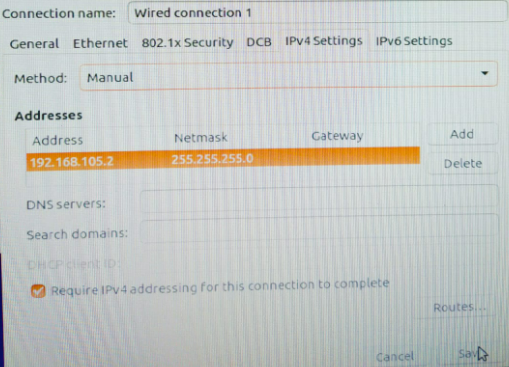 Connection name: Wired connection 1
General Ethernet 802.1x Security DCB IPv4 Settings IPv6 Settings
Method: Manual
Addresses
Address Netmask Gateway Add
192.168.105.2 255.255.255.0 Delete
DNS servers:
Search domains:
DHCP client ID:
Require IPv4 addressing for this connection to complete
Routes...
Cancel Save